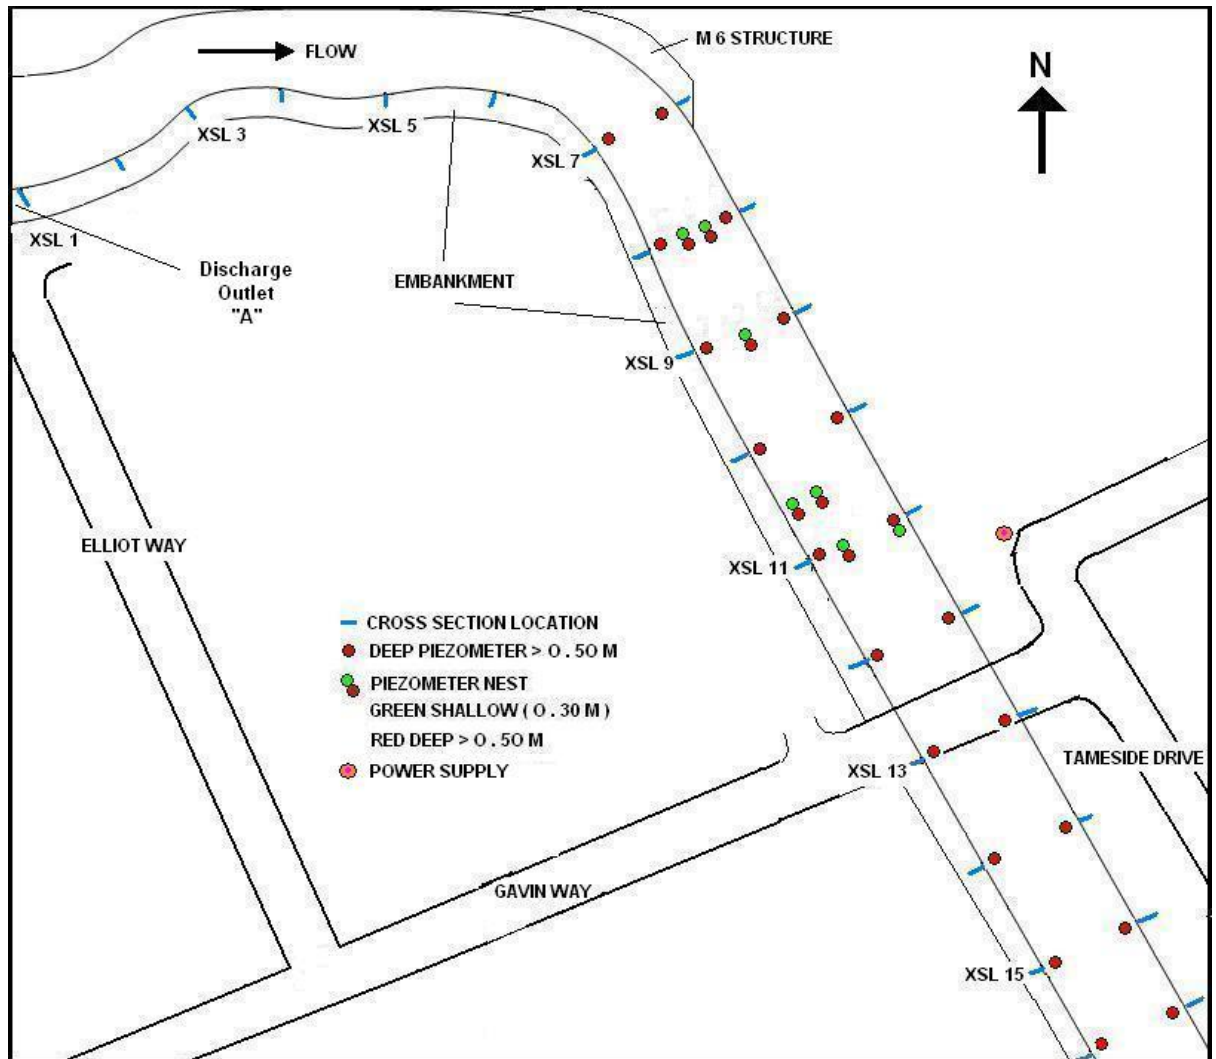 M 6 STRUCTURE
FLOW
N
XSL 3
XSL 5
XSL 7
XSL 1
Discharge
Outlet
"A"
EMBANKMENT
XSL 9
ELLIOT WAY
XSL 11
CROSS SECTION LOCATION
DEEP PIEZOMETER > 0 . 50 M
PIEZOMETER NEST
GREEN SHALLOW ( 0 . 30 M )
RED DEEP > 0 . 50 M
POWER SUPPLY
XSL 13
TAMESIDE DRIVE
GAVIN WAY
XSL 15